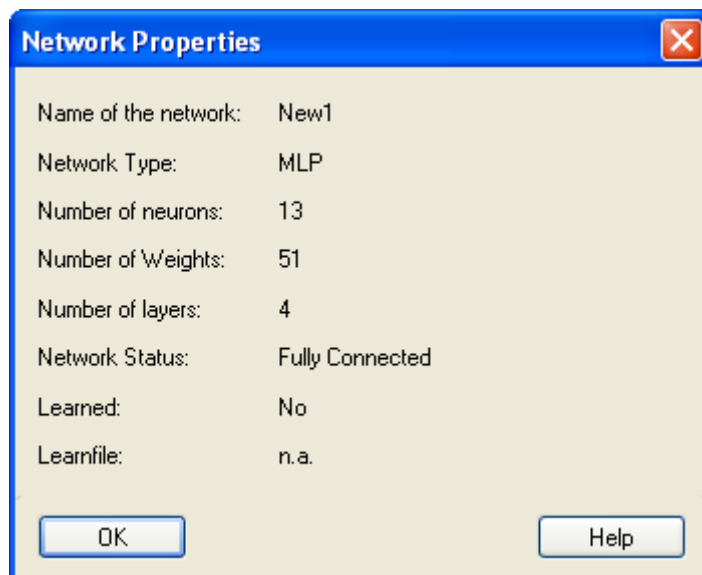 Network Properties
Name of the network: New1
Network Type: MLP
Number of neurons: 13
Number of Weights: 51
Number of layers: 4
Network Status: Fully Connected
Learned: No
Learnfile: n.a.
OK Help